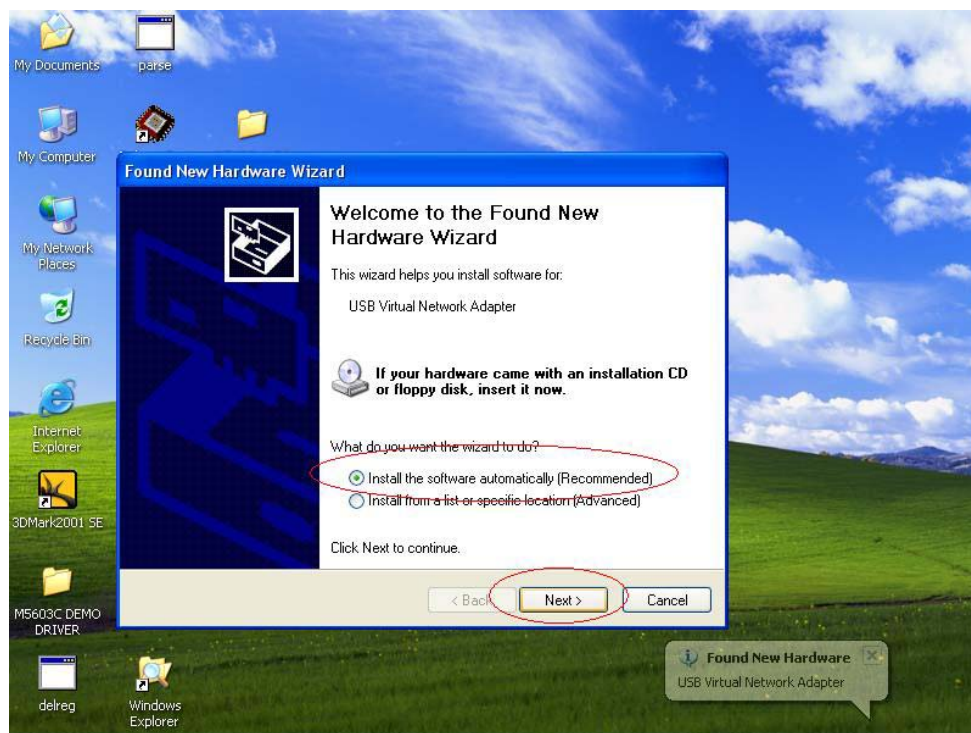 My Documents
parse
My Computer
My Network
Places
Recycle Bin
Internet
Explorer
3DMark2001 SE
M5603C DEMO
DRIVER
delreg
Windows
Explorer
Found New Hardware Wizard
Welcome to the Found New
Hardware Wizard
This wizard helps you install software for:
USB Virtual Network Adapter
If your hardware came with an installation CD
or floppy disk, insert it now.
What do you want the wizard to do?
Install the software automatically (Recommended)
Install from a list or specific location (Advanced)
Click Next to continue.
< Back
Next >
Cancel
Found New Hardware
USB Virtual Network Adapter